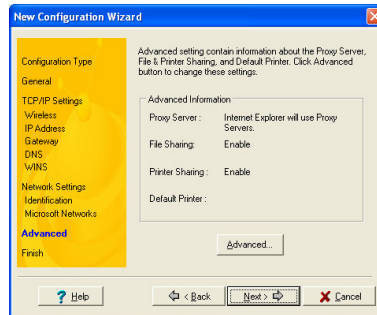 New Configuration Wizard
Configuration Type
General
TCP/IP Settings
Wireless
IP Address
Gateway
DNS
WINS
Network Settings
Identification
Microsoft Networks
Advanced
Finish
Advanced setting contain information about the Proxy Server,
File & Printer Sharing, and Default Printer. Click Advanced
button to change these settings.
Advanced Information
Proxy Server : Internet Explorer will use Proxy
Servers.
File Sharing: Enable
Printer Sharing : Enable
Default Printer :
Advanced...
? Help
< Back
Next >
Cancel